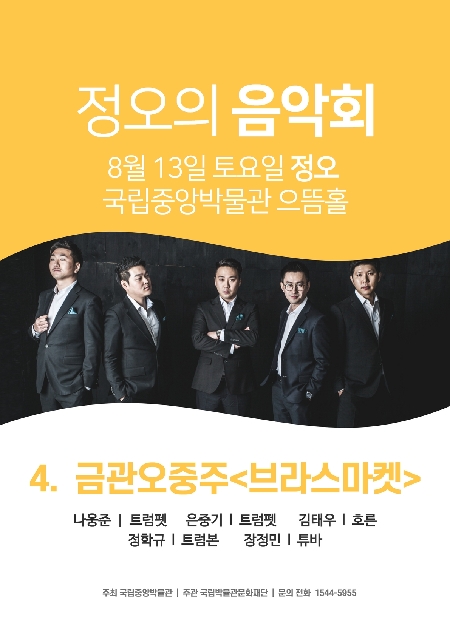 정오의 음악회
8월 13일 토요일 정오
국립중앙박물관 으뜸홀
4. 금관오중주<브라스마켓>
나웅준 | 트럼펫 은중기 | 트럼펫 김태우 | 호른
정학규 | 트럼본 장정민 | 튜바
주최 국립중앙박물관 | 주관 국립박물관문화재단 | 문의 전화 1544-5955